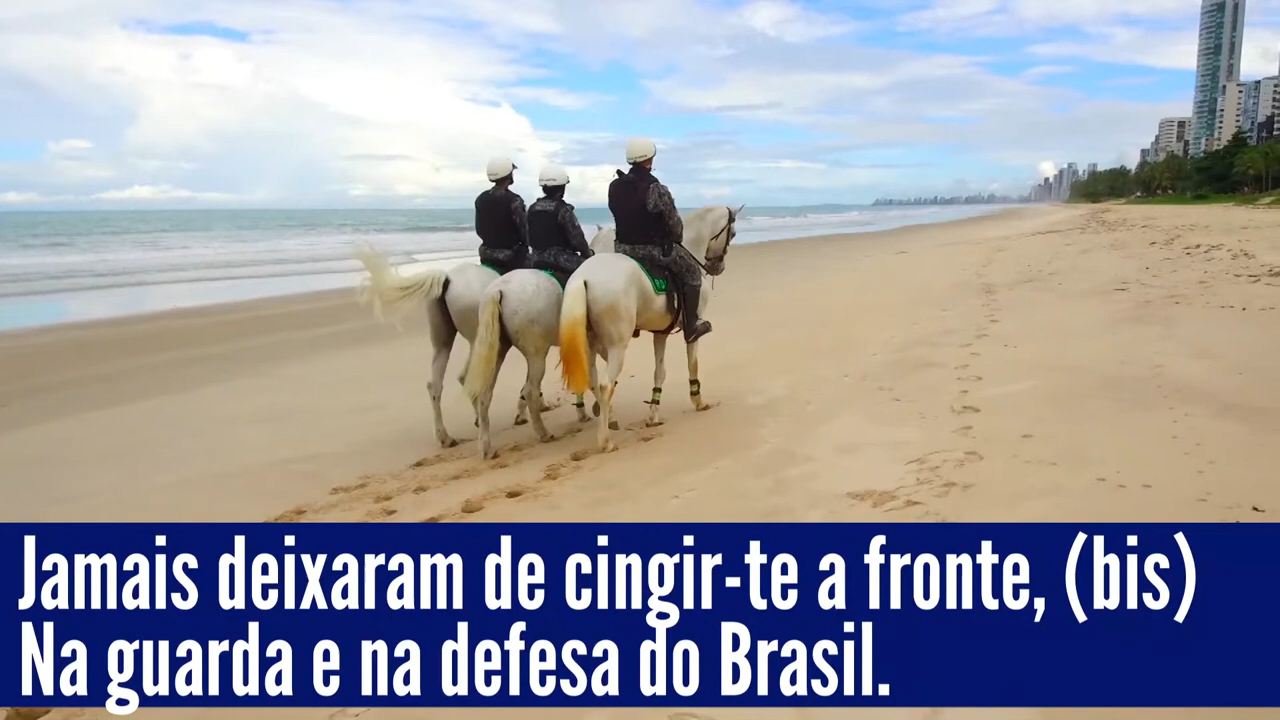 Jamais deixaram de cingir-te a fronte, (bis)
Na guarda e na defesa do Brasil.